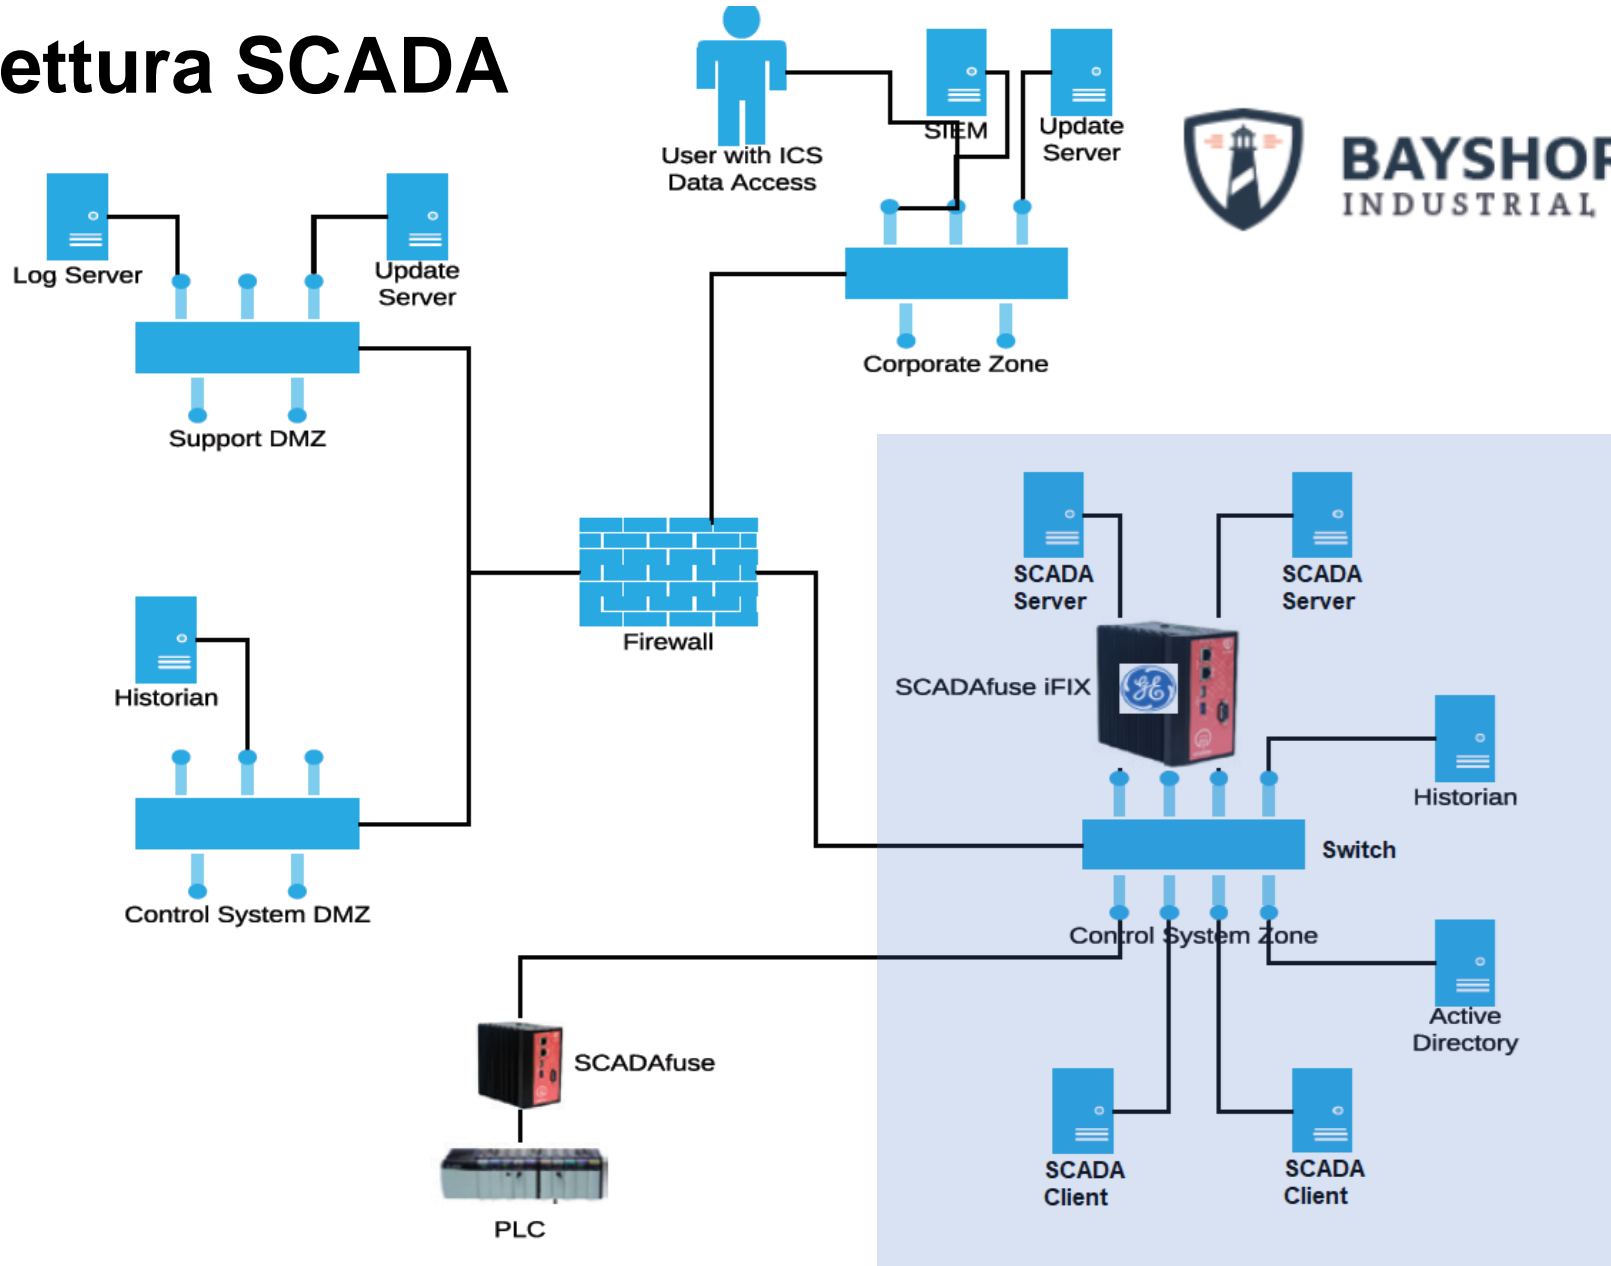 ettura SCADA
User with ICS
Data Access
SIEM
Update
Server
BAYSHOR
INDUSTRIAL
Log Server
Update
Server
Support DMZ
Corporate Zone
Firewall
SCADA
Server
SCADA
Server
SCADAfuse iFIX
GE
Historian
Historian
Switch
Control System DMZ
Control System Zone
Active
Directory
SCADAfuse
PLC
SCADA
Client
SCADA
Client